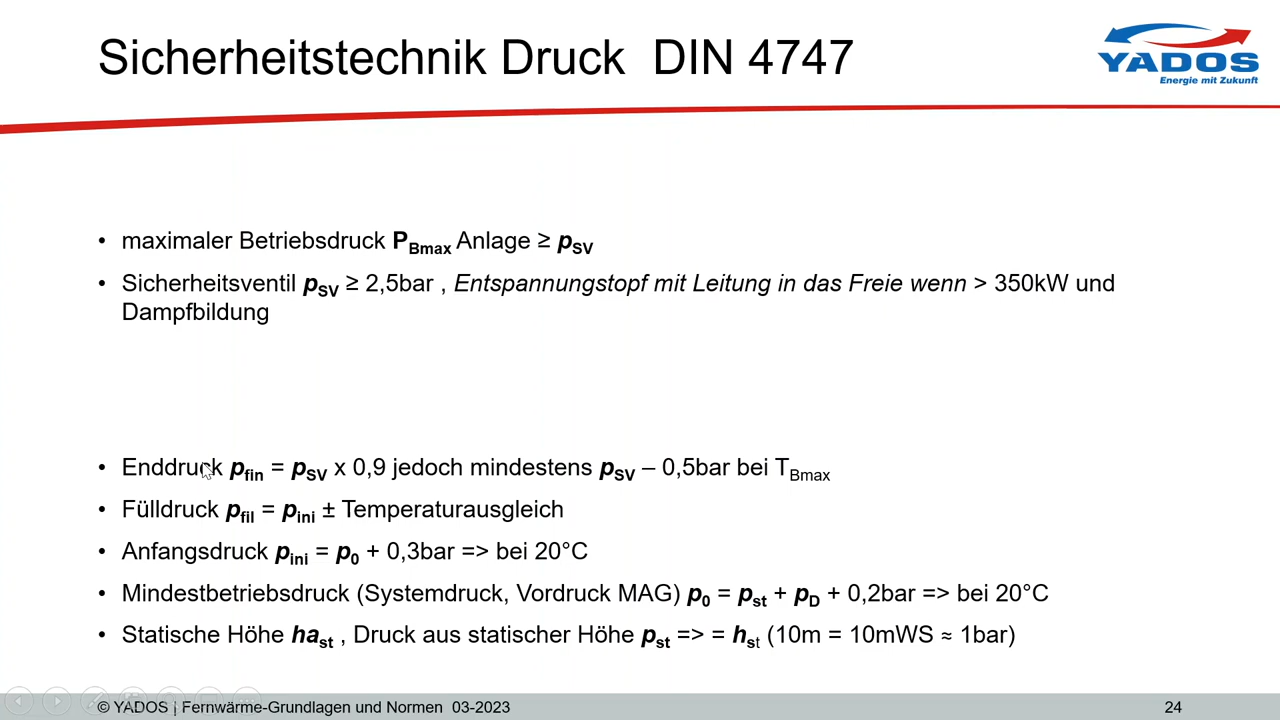 Sicherheitstechnik Druck DIN 4747
YADOS
Energie mit Zukunft
• maximaler Betriebsdruck PBmax Anlage ≥ pSV
• Sicherheitsventil pSV ≥ 2,5bar , Entspannungstopf mit Leitung in das Freie wenn > 350kW und
Dampfbildung
• Enddruck pfin = pSV x 0,9 jedoch mindestens pSV – 0,5bar bei TBmax
• Fülldruck pfil = pini ± Temperaturausgleich
• Anfangsdruck pini = p0 + 0,3bar => bei 20°C
• Mindestbetriebsdruck (Systemdruck, Vordruck MAG) p0 = pst + pD + 0,2bar => bei 20°C
• Statische Höhe hast , Druck aus statischer Höhe pst => = hst (10m = 10mWS ≈ 1bar)
© YADOS | Fernwärme-Grundlagen und Normen 03-2023
24